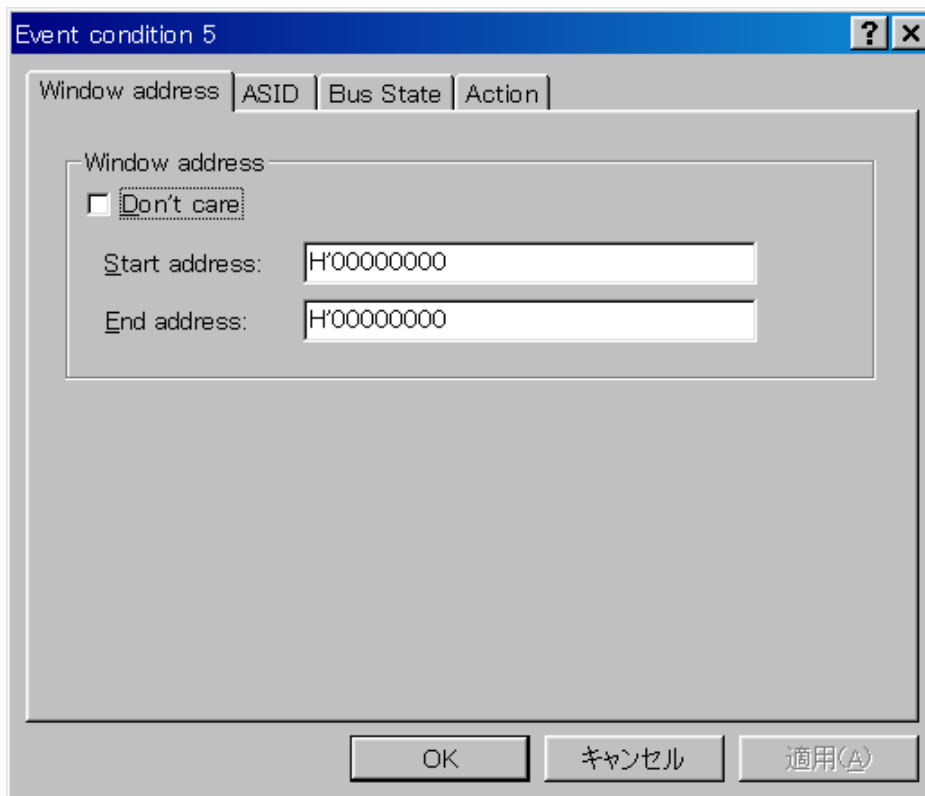 Event condition 5
Window address ASID Bus State Action
Window address
Don't care
Start address: H'00000000
End address: H'00000000
OK キャンセル 適用(A)